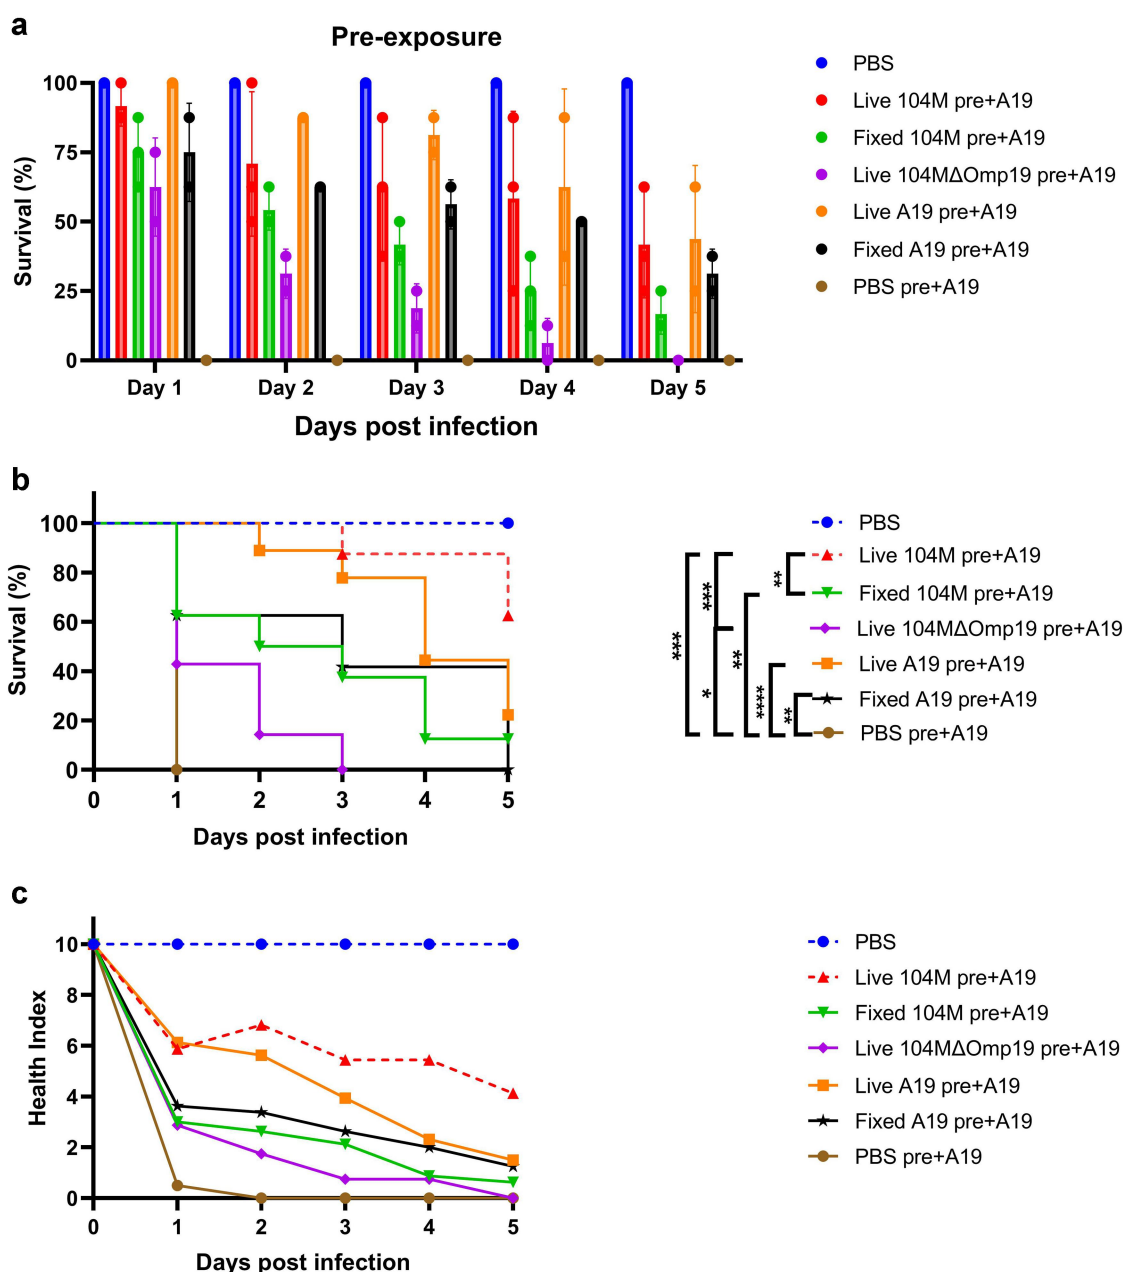 a
Pre-exposure
100
75
50
25
0
Survival (%)
Day 1 Day 2 Day 3 Day 4 Day 5
Days post infection
PBS
Live 104M pre+A19
Fixed 104M pre+A19
Live 104MΔOmp19 pre+A19
Live A19 pre+A19
Fixed A19 pre+A19
PBS pre+A19
b
100
80
60
40
20
0
Survival (%)
0 1 2 3 4 5
Days post infection
PBS
Live 104M pre+A19
Fixed 104M pre+A19
Live 104MΔOmp19 pre+A19
Live A19 pre+A19
Fixed A19 pre+A19
PBS pre+A19
***
***
*
**
****
**
**
c
10
8
6
4
2
0
Health Index
0 1 2 3 4 5
Days post infection
PBS
Live 104M pre+A19
Fixed 104M pre+A19
Live 104MΔOmp19 pre+A19
Live A19 pre+A19
Fixed A19 pre+A19
PBS pre+A19